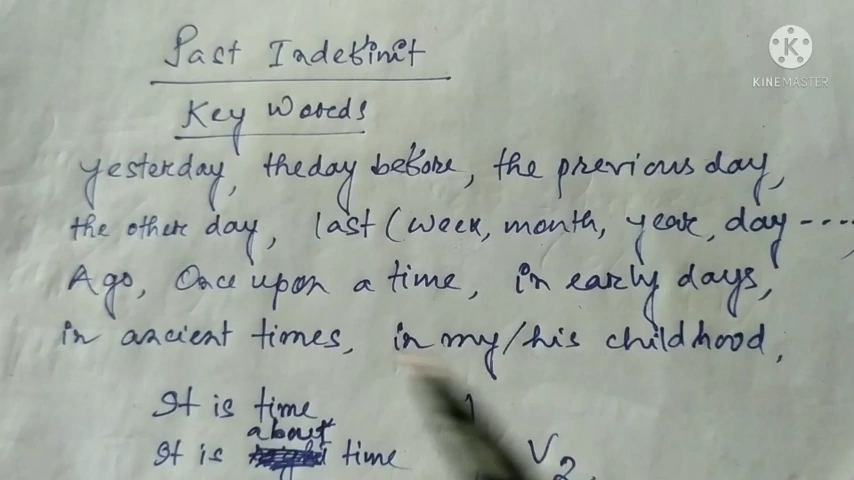 Past Indefinit
Key Words
yesterday, the day before, the previous day,
the other day, last (week, month, year, day ----,
Ago, Once upon a time, in early days,
in ancient times, in my/his childhood,
It is time
about
It is time V2.
K
KINEMASTER